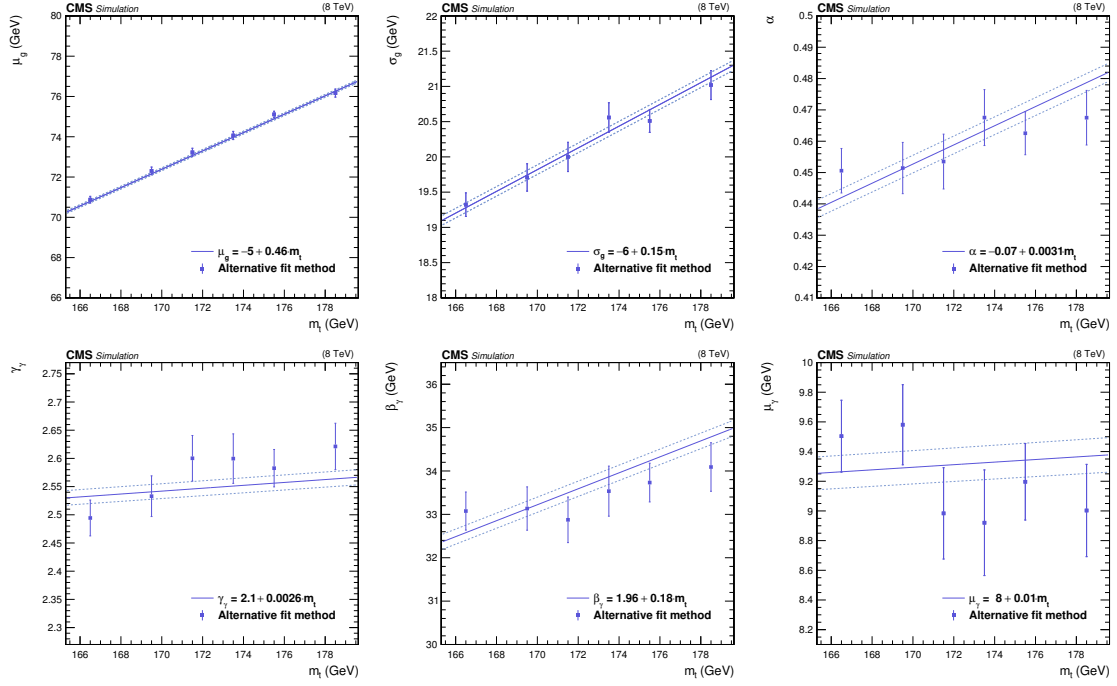 CMS Simulation (8 TeV)
μg (GeV)
80
78
76
74
72
70
68
66
μg = −5 + 0.46·mt
Alternative fit method
166 168 170 172 174 176 178
mt (GeV)
CMS Simulation (8 TeV)
σg (GeV)
22
21.5
21
20.5
20
19.5
19
18.5
18
σg = −6 + 0.15·mt
Alternative fit method
166 168 170 172 174 176 178
mt (GeV)
CMS Simulation (8 TeV)
α
0.5
0.49
0.48
0.47
0.46
0.45
0.44
0.43
0.42
0.41
α = −0.07 + 0.0031·mt
Alternative fit method
166 168 170 172 174 176 178
mt (GeV)
CMS Simulation (8 TeV)
γγ
2.75
2.7
2.65
2.6
2.55
2.5
2.45
2.4
2.35
2.3
γγ = 2.1 + 0.0026·mt
Alternative fit method
166 168 170 172 174 176 178
mt (GeV)
CMS Simulation (8 TeV)
βγ (GeV)
36
35
34
33
32
31
30
βγ = 1.96 + 0.18·mt
Alternative fit method
166 168 170 172 174 176 178
mt (GeV)
CMS Simulation (8 TeV)
μγ (GeV)
10
9.8
9.6
9.4
9.2
9
8.8
8.6
8.4
8.2
μγ = 8 + 0.01·mt
Alternative fit method
166 168 170 172 174 176 178
mt (GeV)